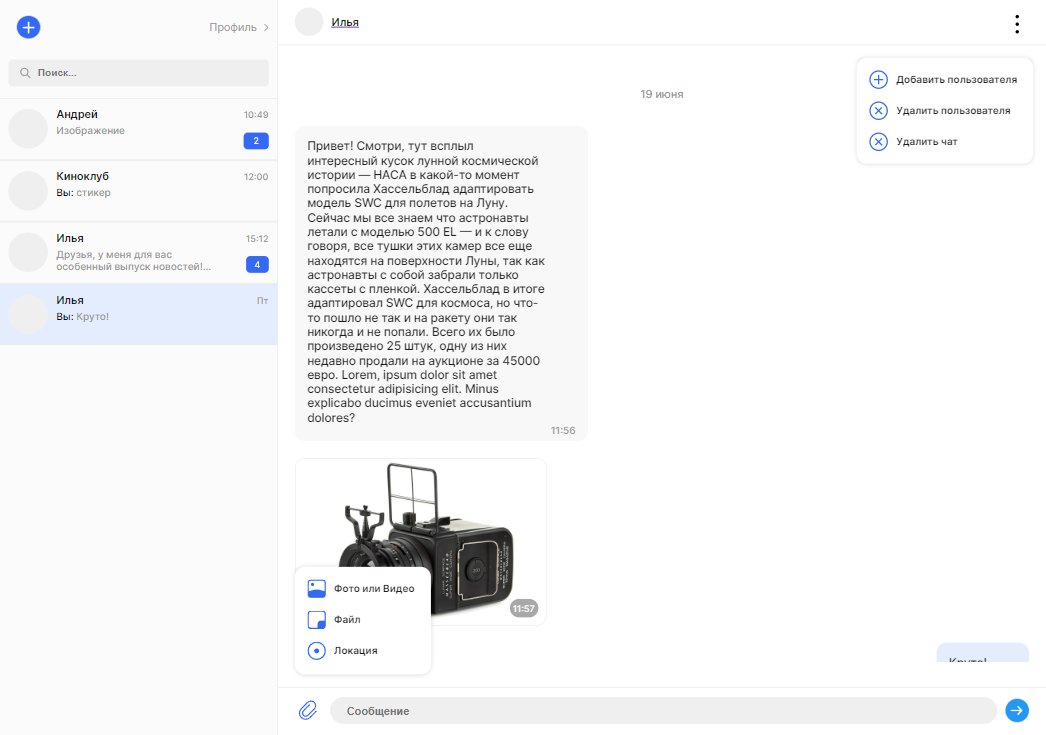 Профиль
Поиск...
Андрей
10:49
Изображение
2
Киноклуб
12:00
Вы: стикер
Илья
15:12
Друзья, у меня для вас
особенный выпуск новостей!...
4
Илья
Пт
Вы: Круто!
Илья
Добавить пользователя
Удалить пользователя
Удалить чат
19 июня
Привет! Смотри, тут всплыл
интересный кусок лунной космической
истории — НАСА в какой-то момент
попросила Хассельблад адаптировать
модель SWC для полетов на Луну.
Сейчас мы все знаем что астронавты
летали с моделью 500 EL — и к слову
говоря, все тушки этих камер все еще
находятся на поверхности Луны, так как
астронавты с собой забрали только
кассеты с пленкой. Хассельблад в итоге
адаптировал SWC для космоса, но что-
то пошло не так и на ракету они так
никогда и не попали. Всего их было
произведено 25 штук, одну из них
недавно продали на аукционе за 45000
евро. Lorem, ipsum dolor sit amet
consectetur adipisicing elit. Minus
explicabo ducimus eveniet accusantium
dolores?
11:56
11:57
Фото или Видео
Файл
Локация
Круто!
Сообщение